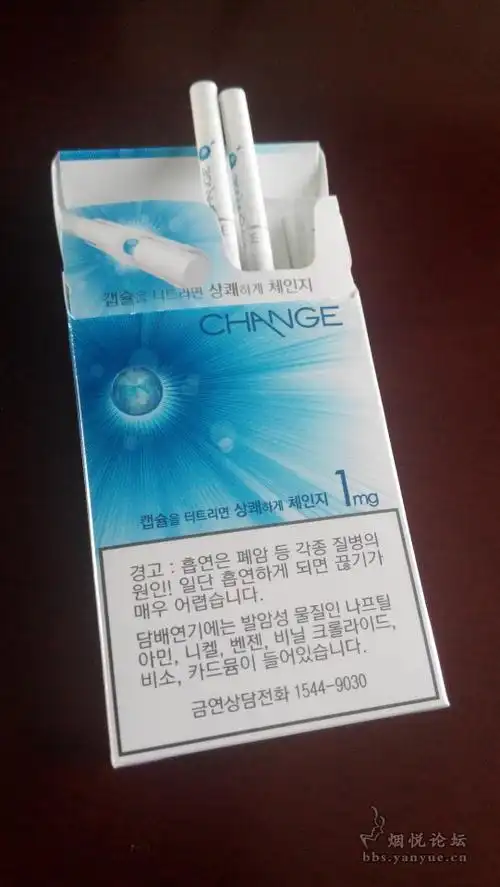 캡슐을 터트리면 상쾌하게 체인지
CHANGE
캡슐을 터트리면 상쾌하게 체인지 1mg
경고 : 흡연은 폐암 등 각종 질병의
원인! 일단 흡연하게 되면 끊기가
매우 어렵습니다.
담배연기에는 발암성 물질인 나프틸
아민, 니켈, 벤젠, 비닐 크롤라이드,
비소, 카드뮴이 들어있습니다.
금연상담전화 1544-9030
烟悦论坛
bbs.yanyue.cn